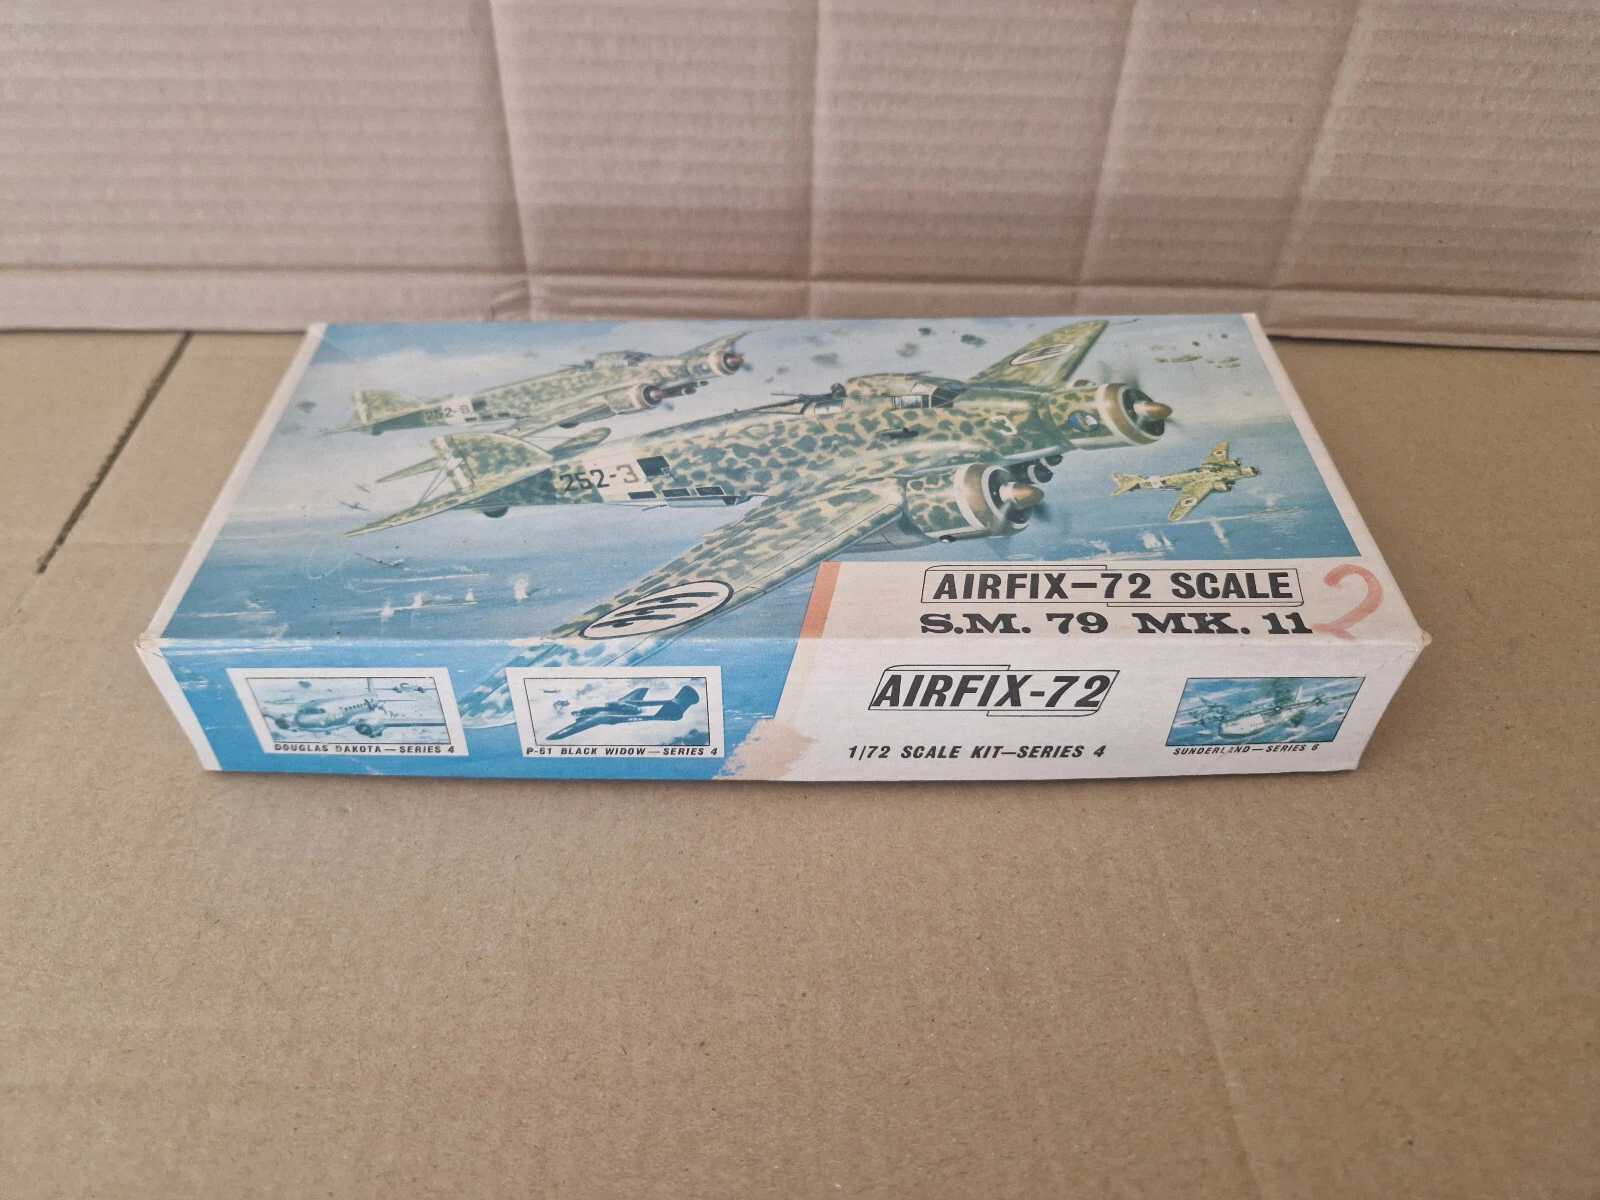 252-8
252-3
3
AIRFIX-72 SCALE
2
S.M. 79 MK. 11
AIRFIX-72
1/72 SCALE KIT—SERIES 4
DOUGLAS DAKOTA—SERIES 4
P-61 BLACK WIDOW—SERIES 4
SUNDERLAND—SERIES 6